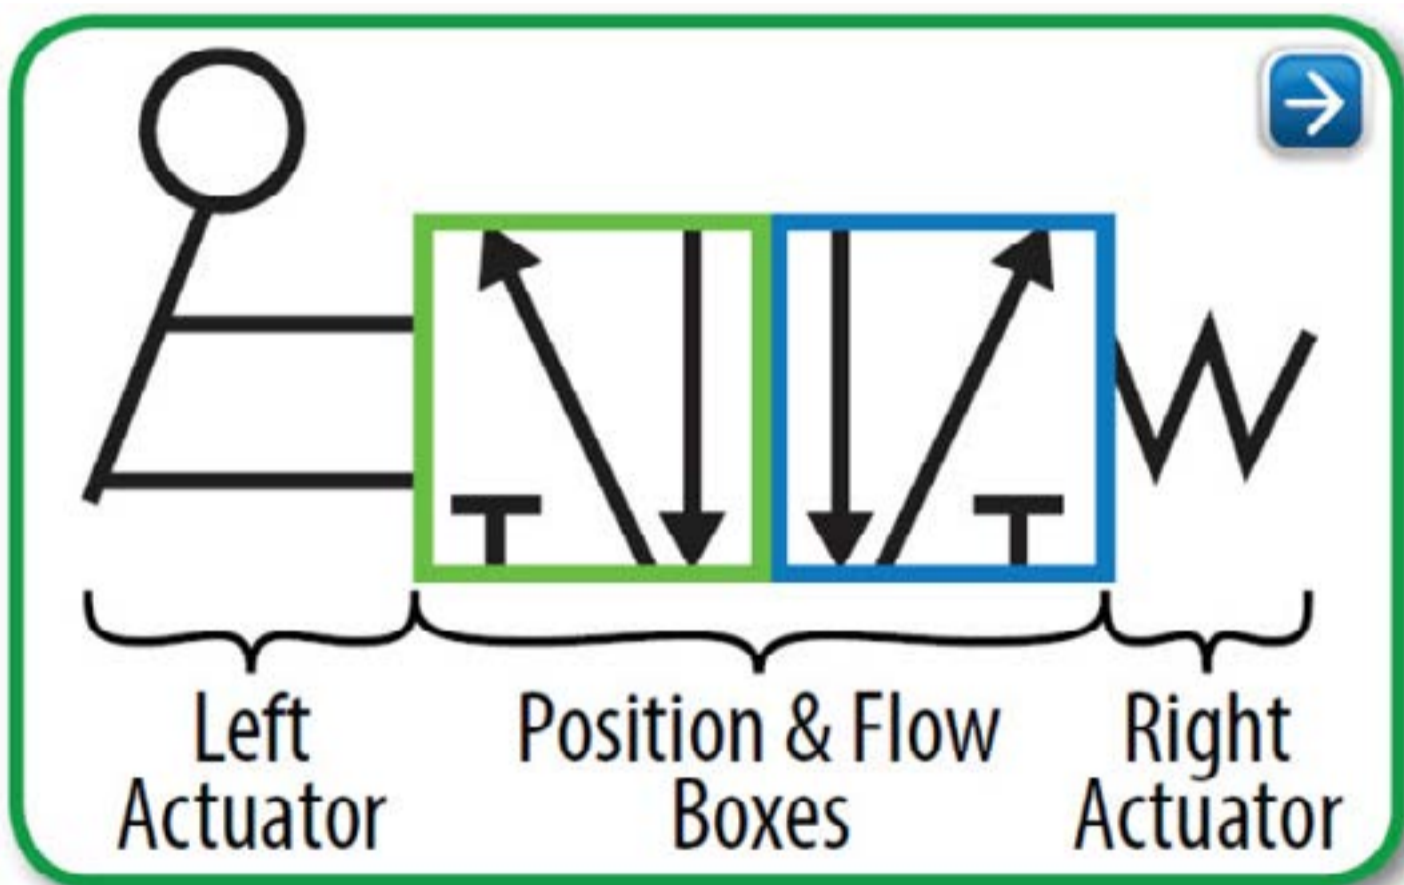 Left
Actuator
Position & Flow
Boxes
Right
Actuator